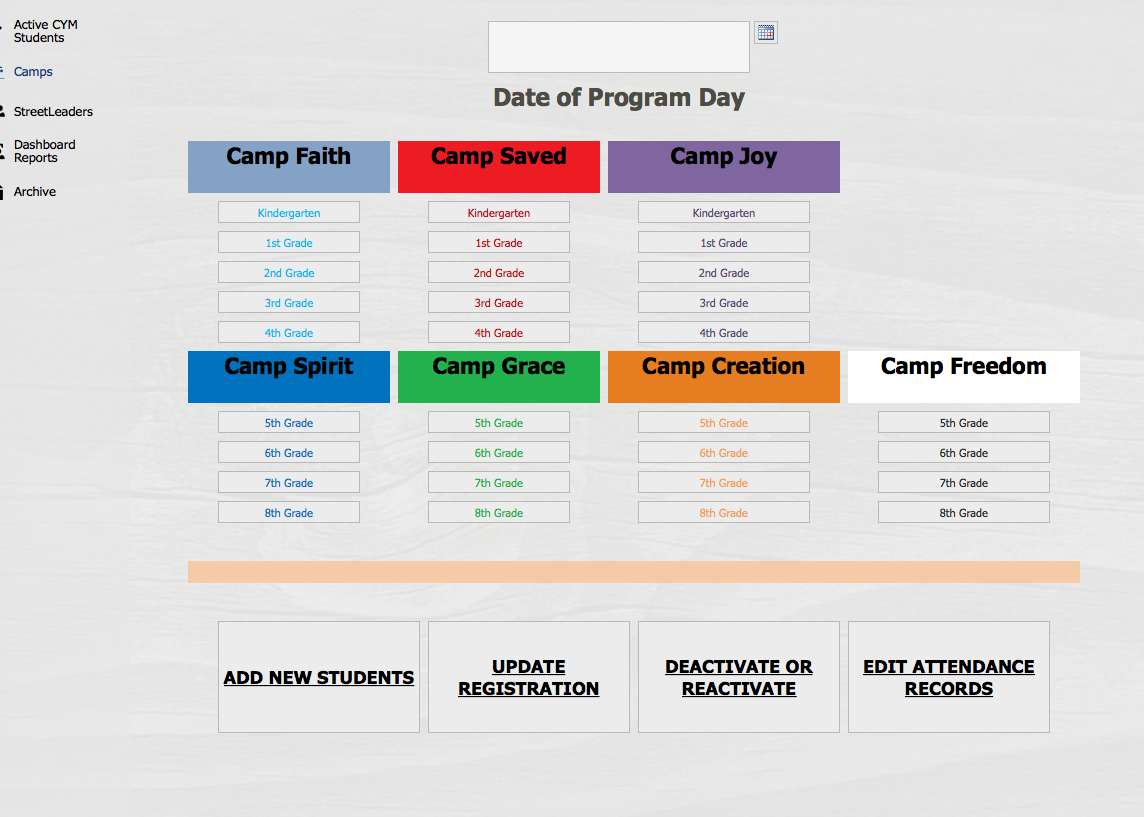 Active CYM
Students
Camps
StreetLeaders
Dashboard
Reports
Archive
Date of Program Day
Camp Faith
Camp Saved
Camp Joy
Kindergarten
Kindergarten
Kindergarten
1st Grade
1st Grade
1st Grade
2nd Grade
2nd Grade
2nd Grade
3rd Grade
3rd Grade
3rd Grade
4th Grade
4th Grade
4th Grade
Camp Spirit
Camp Grace
Camp Creation
Camp Freedom
5th Grade
5th Grade
5th Grade
5th Grade
6th Grade
6th Grade
6th Grade
6th Grade
7th Grade
7th Grade
7th Grade
7th Grade
8th Grade
8th Grade
8th Grade
8th Grade
ADD NEW STUDENTS
UPDATE
REGISTRATION
DEACTIVATE OR
REACTIVATE
EDIT ATTENDANCE
RECORDS